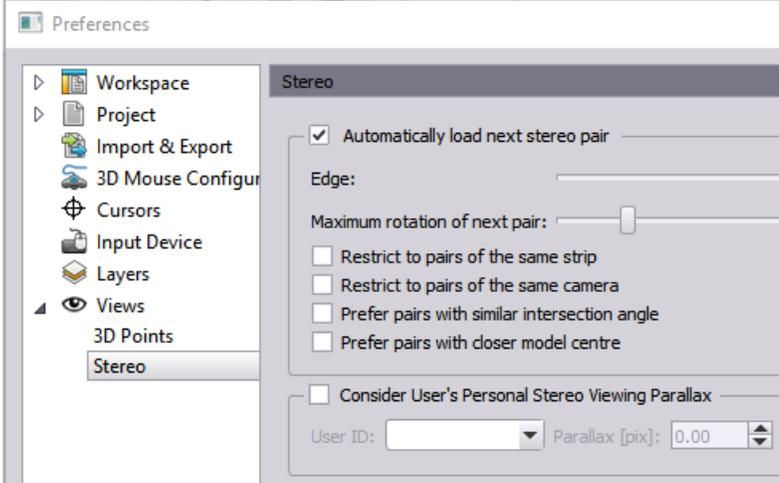 Preferences
Workspace
Project
Import & Export
3D Mouse Configur
Cursors
Input Device
Layers
Views
3D Points
Stereo
Stereo
Automatically load next stereo pair
Edge:
Maximum rotation of next pair:
Restrict to pairs of the same strip
Restrict to pairs of the same camera
Prefer pairs with similar intersection angle
Prefer pairs with closer model centre
Consider User's Personal Stereo Viewing Parallax
User ID: Parallax [pix]: 0.00